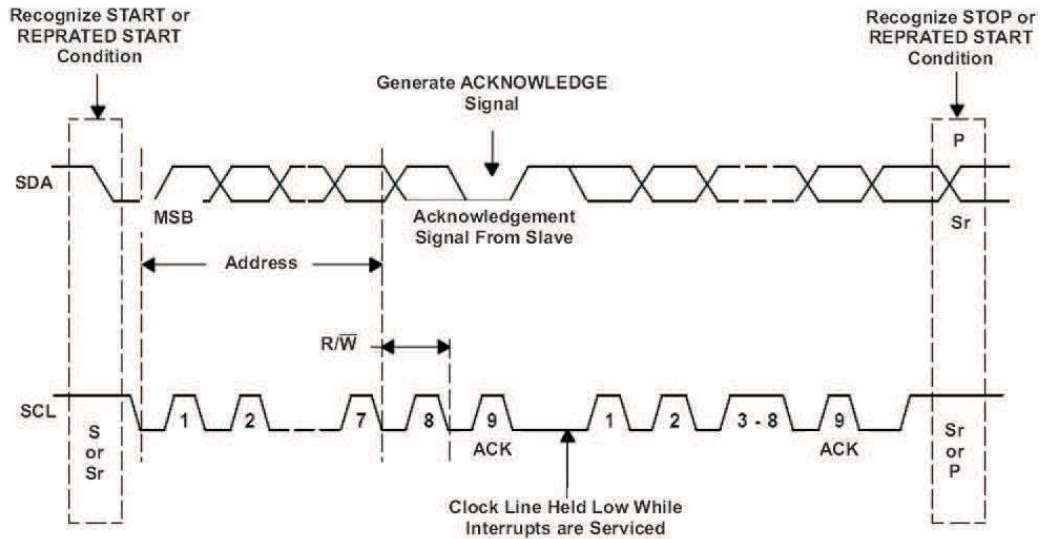 Recognize START or
REPRATED START
Condition
Recognize STOP or
REPRATED START
Condition
Generate ACKNOWLEDGE
Signal
P
SDA
MSB
Acknowledgement
Signal From Slave
Sr
Address
R/W̅
SCL
1
2
7
8
9
1
2
3 - 8
9
ACK
ACK
S
or
Sr
Sr
or
P
Clock Line Held Low While
Interrupts are Serviced